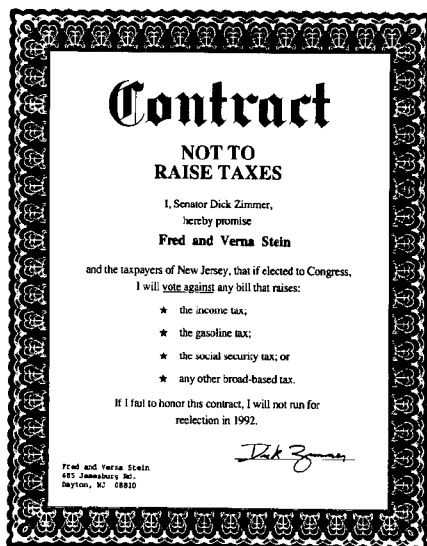 Contract
NOT TO
RAISE TAXES
I, Senator Dick Zimmer,
hereby promise
Fred and Verna Stein
and the taxpayers of New Jersey, that if elected to Congress,
I will vote against any bill that raises:
★ the income tax;
★ the gasoline tax;
★ the social security tax; or
★ any other broad-based tax.
If I fail to honor this contract, I will not run for
reelection in 1992.
Dick Zimmer
Fred and Verna Stein
485 Jamesburg Rd.
Dayton, NJ 08810